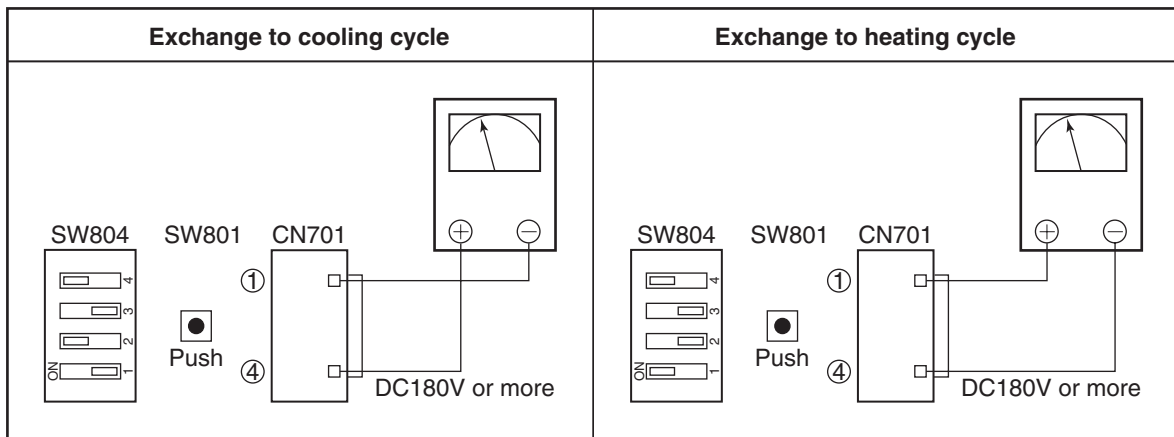 Exchange to cooling cycle
Exchange to heating cycle
SW804 SW801 CN701
+ −
4
3
2
ON 1
Push
①
④
DC180V or more
SW804 SW801 CN701
+ −
4
3
2
ON 1
Push
①
④
DC180V or more